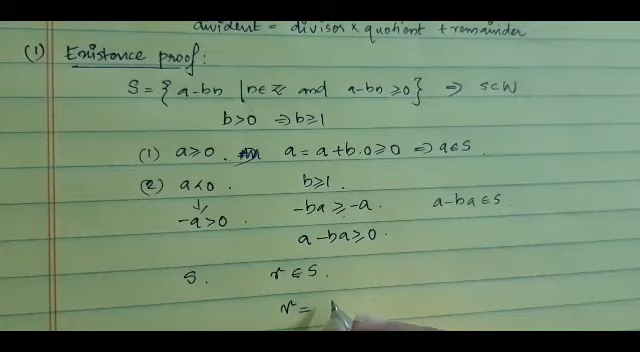 divident = divisor × quotient + remainder
(1) Existance proof:
S = { a-bn | n∈ℤ and a-bn ≥0} ⇒ S⊂W
b>0 ⇒b≥1
(1) a≥0. a = a+b.0≥0 ⇒ a∈S.
(2) a<0. b≥1.
↓
-a>0. -ba ≥ -a. a-ba∈S.
a-ba≥0.
S. r∈S.
r =